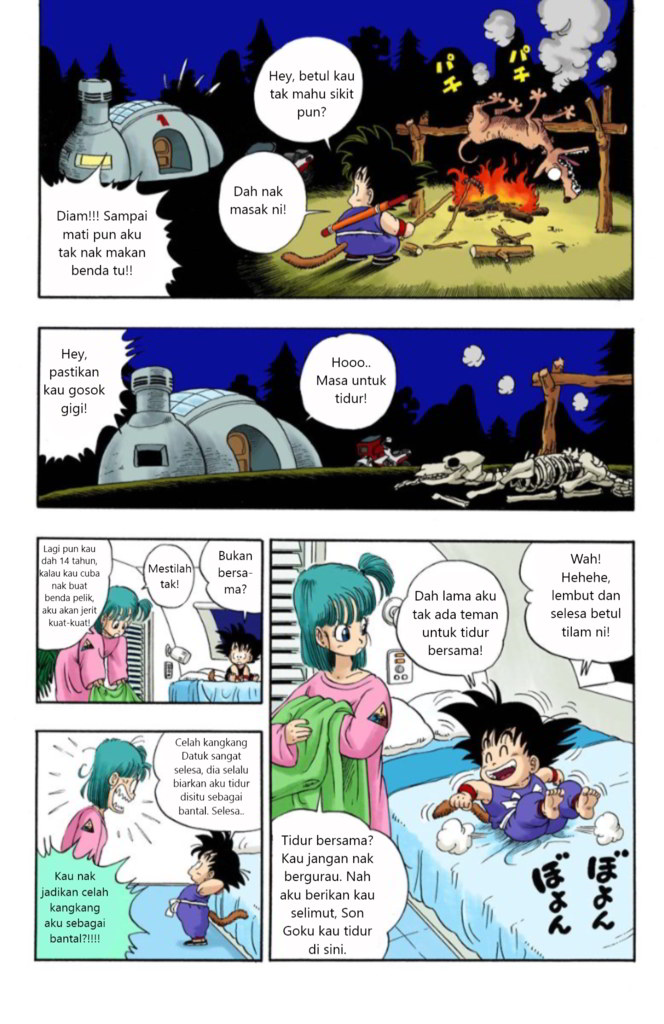 Hey, betul kau
tak mahu sikit
pun?
パチ
パチ
Dah nak
masak ni!
Diam!!! Sampai
mati pun aku
tak nak makan
benda tu!!
Hooo..
Masa untuk
tidur!
Hey,
pastikan
kau gosok
gigi!
Wah!
Hehehe,
lembut dan
selesa betul
tilam ni!
Dah lama aku
tak ada teman
untuk tidur
bersama!
ぼよん
ぼよん
Tidur bersama?
Kau jangan nak
bergurau. Nah
aku berikan kau
selimut, Son
Goku kau tidur
di sini.
Bukan
bersa-
ma?
Mestilah
tak!
Lagi pun kau
dah 14 tahun,
kalau kau cuba
nak buat
benda pelik,
aku akan jerit
kuat-kuat!
Celah kangkang
Datuk sangat
selesa, dia selalu
biarkan aku tidur
disitu sebagai
bantal. Selesa..
Kau nak
jadikan celah
kangkang
aku sebagai
bantal?!!!!